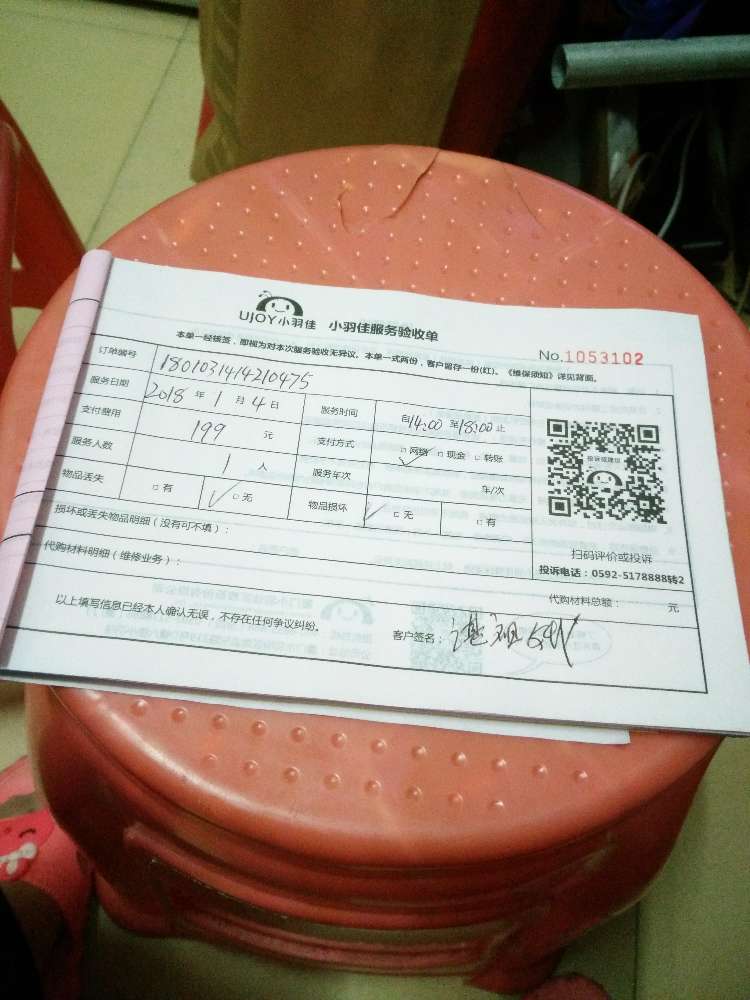 UJOY小羽佳 小羽佳服务验收单
No.1053102
本单一经签签，即视为对本次服务验收无异议。本单一式两份，客户留存一份(红)。《维保须知》详见背面。
订单编号 180103141421047​5
服务日期 2018 年 1 月 4 日 服务时间 自14:00 至18:00 止
支付费用 199 元 支付方式 □网络 □现金 □转账
服务人数 1 人 服务车次 车/次
物品丢失 □有 □无 物品损坏 □无 □有
投诉或建议
扫码评价或投诉
投诉电话：0592-5178888转2
损坏或丢失物品明细（没有可不填）：
代购材料明细（维修业务）：
代购材料总额： 元
以上填写信息已经本人确认无误，不存在任何争议纠纷。
客户签名：